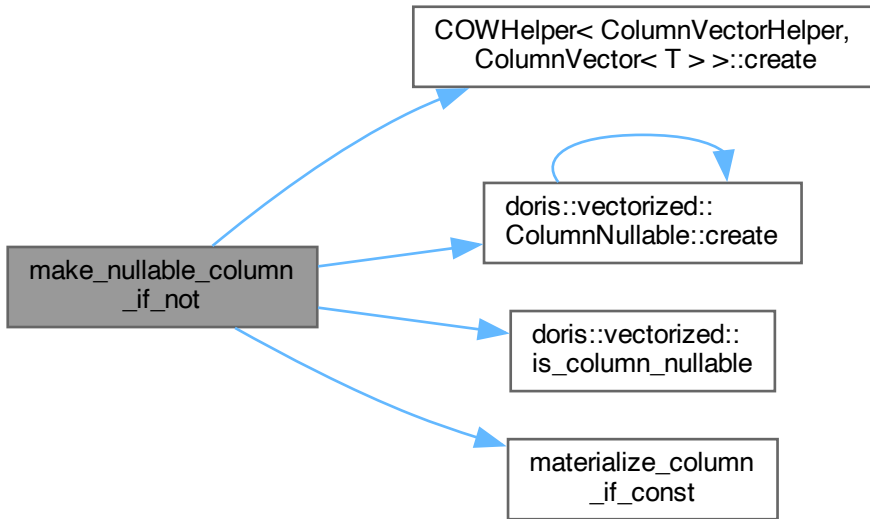 COWHelper< ColumnVectorHelper,
ColumnVector< T > >::create
doris::vectorized::
ColumnNullable::create
make_nullable_column
_if_not
doris::vectorized::
is_column_nullable
materialize_column
_if_const